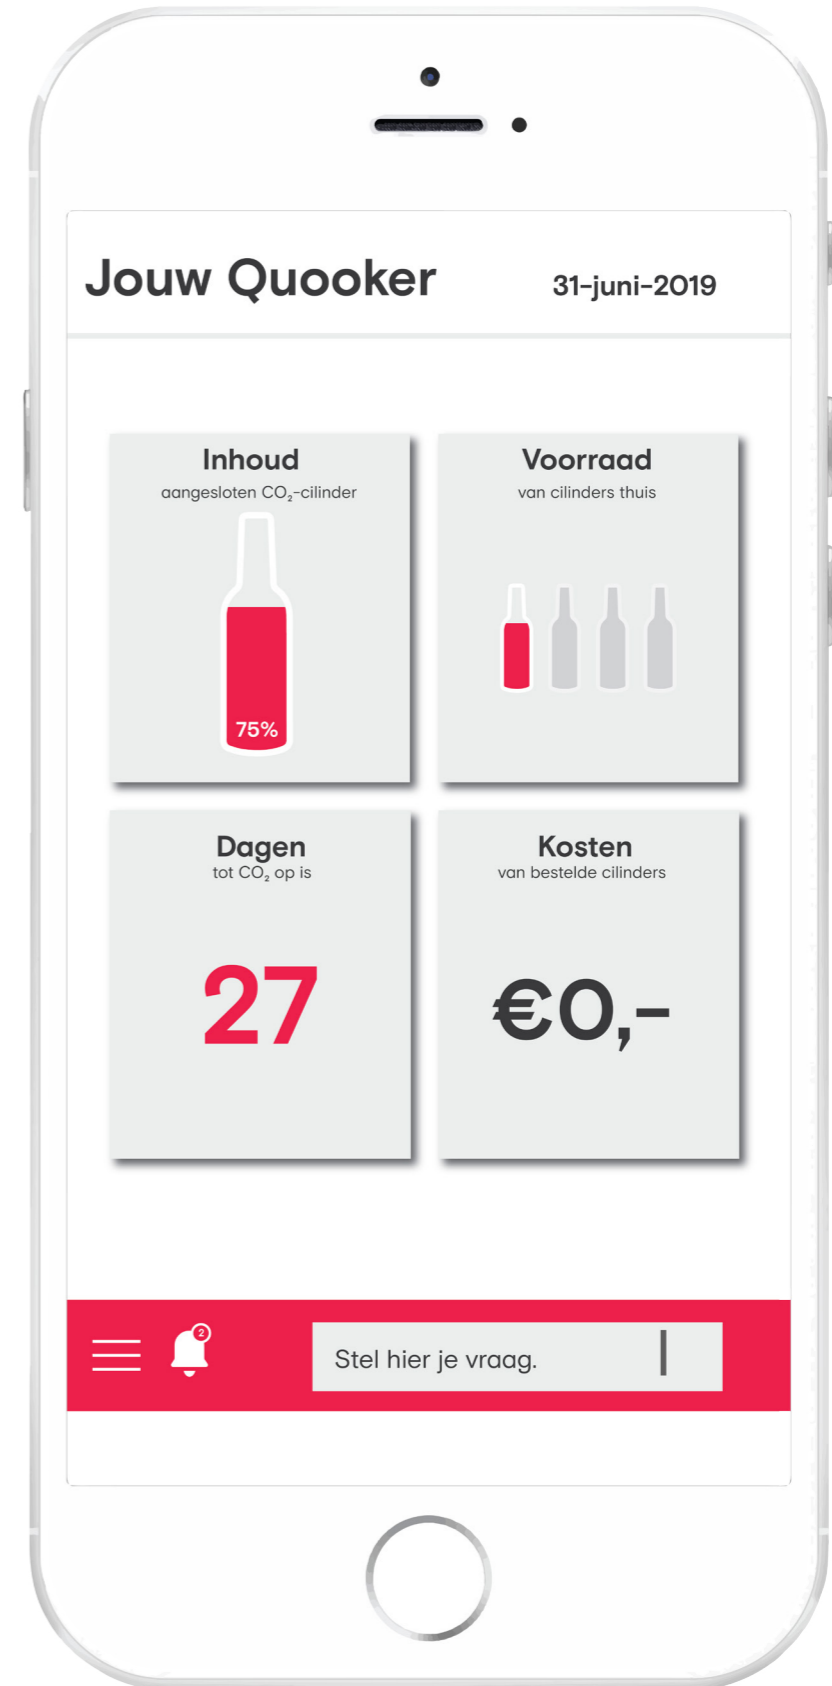 Jouw Quooker 31-juni-2019
Inhoud
aangesloten CO₂-cilinder
75%
Voorraad
van cilinders thuis
Dagen
tot CO₂ op is
27
Kosten
van bestelde cilinders
€0,-
2
Stel hier je vraag.